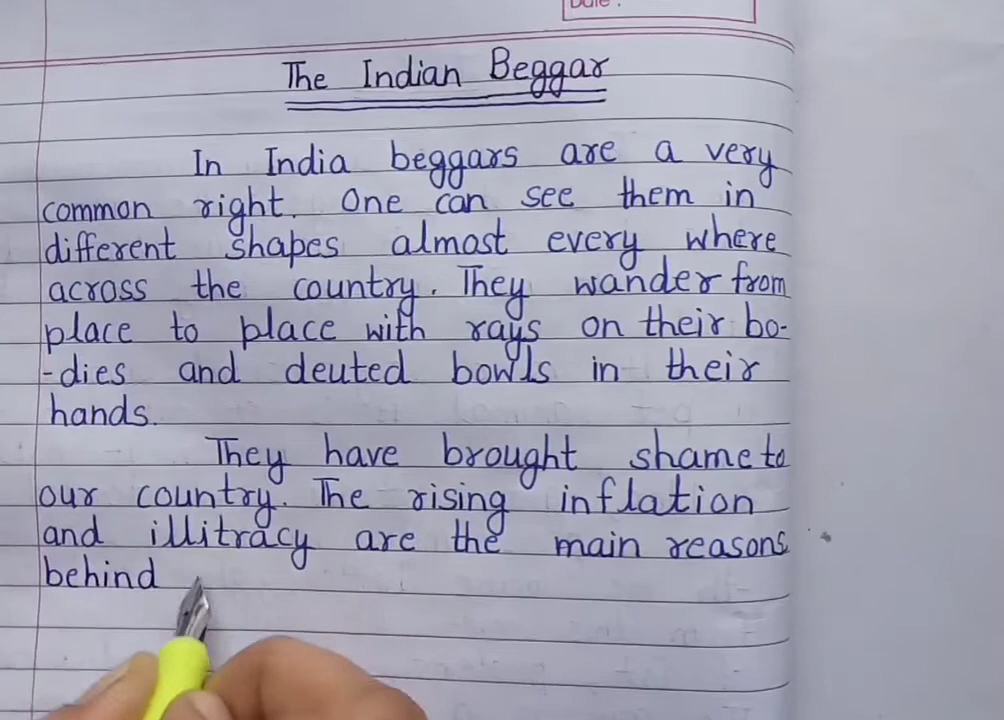 Date :
The Indian Beggar
In India beggars are a very
common right. One can see them in
different shapes almost every where
across the country. They wander from
place to place with rays on their bo-
-dies and deuted bowls in their
hands.
They have brought shame to
our country. The rising inflation
and illitracy are the main reasons
behind